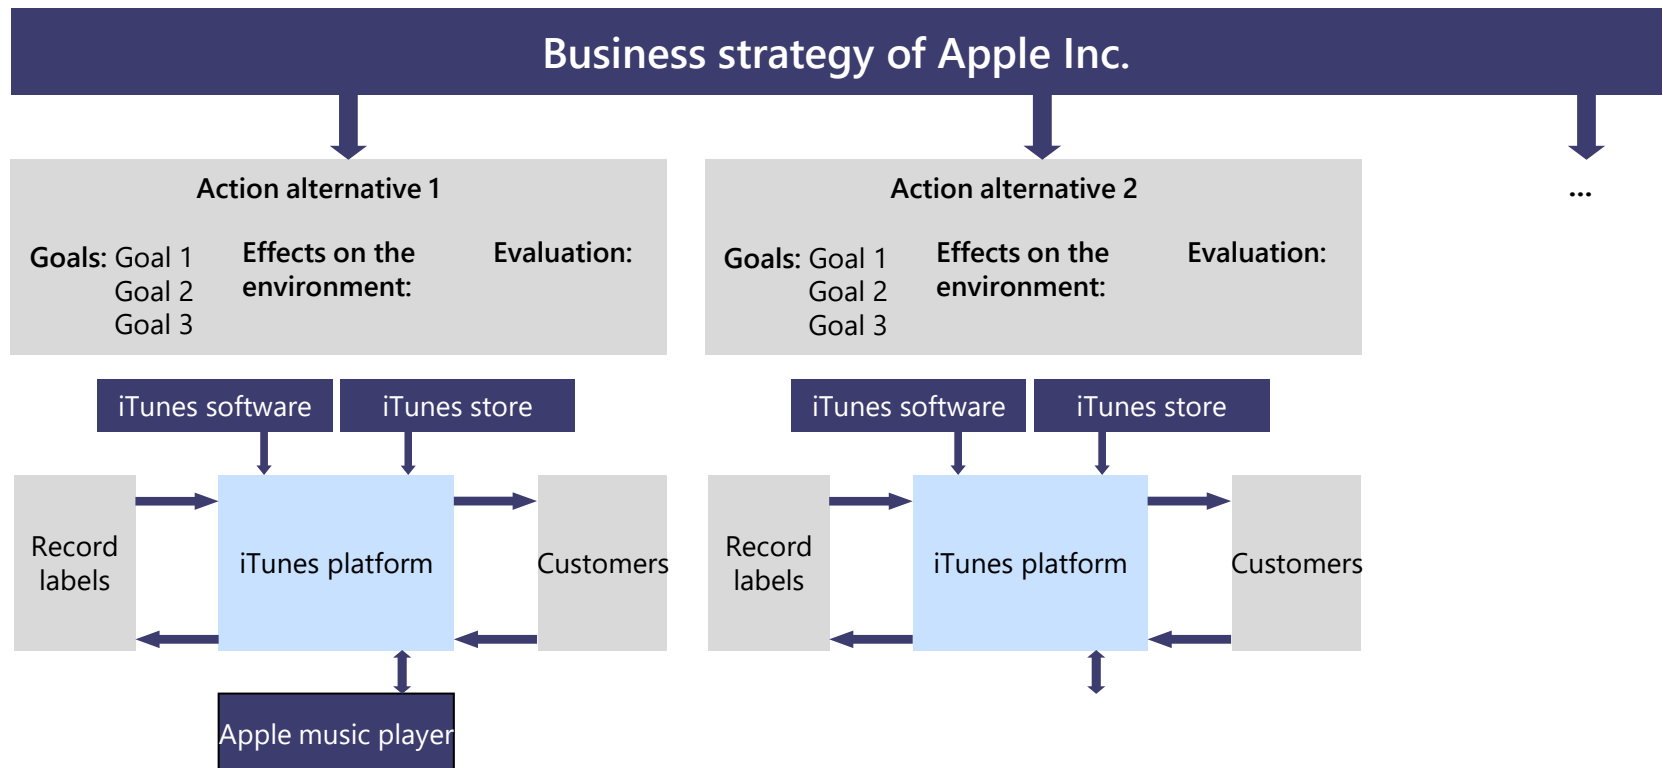 Business strategy of Apple Inc.
Action alternative 1
Goals: Goal 1
Goal 2
Goal 3
Effects on the
environment:
Evaluation:
Action alternative 2
Goals: Goal 1
Goal 2
Goal 3
Effects on the
environment:
Evaluation:
...
iTunes software
iTunes store
Record
labels
iTunes platform
Customers
Apple music player
iTunes software
iTunes store
Record
labels
iTunes platform
Customers